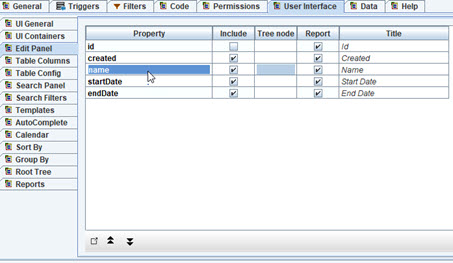 General Triggers Filters Code Permissions User Interface Data Help
UI General
UI Containers
Edit Panel
Table Columns
Table Config
Search Panel
Search Filters
Templates
AutoComplete
Calendar
Sort By
Group By
Root Tree
Reports
Property Include Tree node Report Title
id Id
created Created
name Name
startDate Start Date
endDate End Date